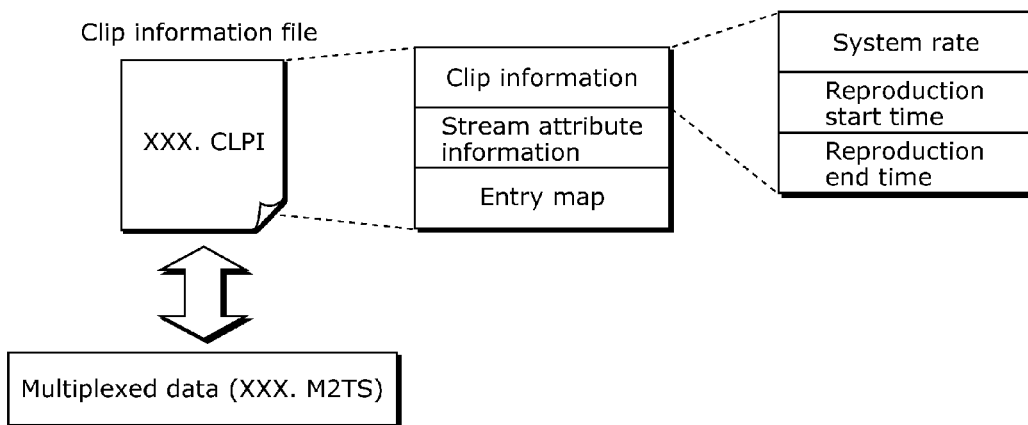 Clip information file
XXX. CLPI
Clip information
Stream attribute
information
Entry map
System rate
Reproduction
start time
Reproduction
end time
Multiplexed data (XXX. M2TS)